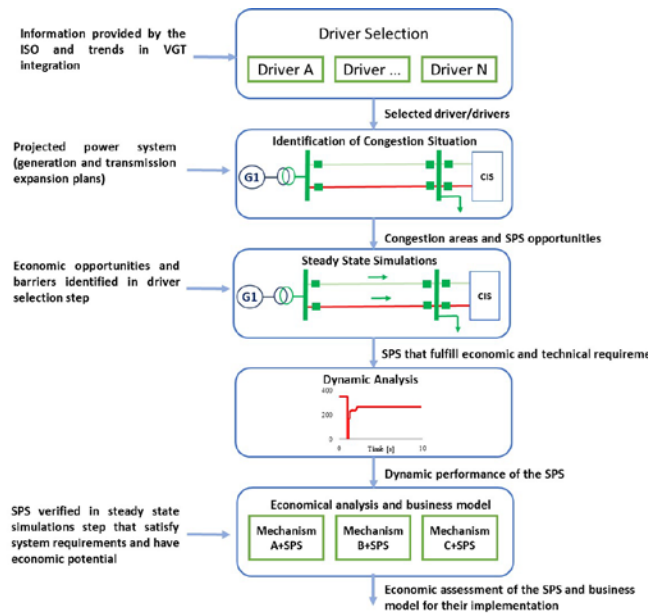 Driver Selection
Information provided by the
ISO and trends in VGT
integration
Driver A
Driver ...
Driver N
Selected driver/drivers
Identification of Congestion Situation
Projected power system
(generation and transmission
expansion plans)
G1
CIS
Congestion areas and SPS opportunities
Steady State Simulations
Economic opportunities and
barriers identified in driver
selection step
G1
CIS
SPS that fulfill economic and technical requireme
Dynamic Analysis
400
200
0
0
Time [s]
10
Dynamic performance of the SPS
Economical analysis and business model
SPS verified in steady state
simulations step that satisfy
system requirements and have
economic potential
Mechanism
A+SPS
Mechanism
B+SPS
Mechanism
C+SPS
Economic assessment of the SPS and business
model for their implementation